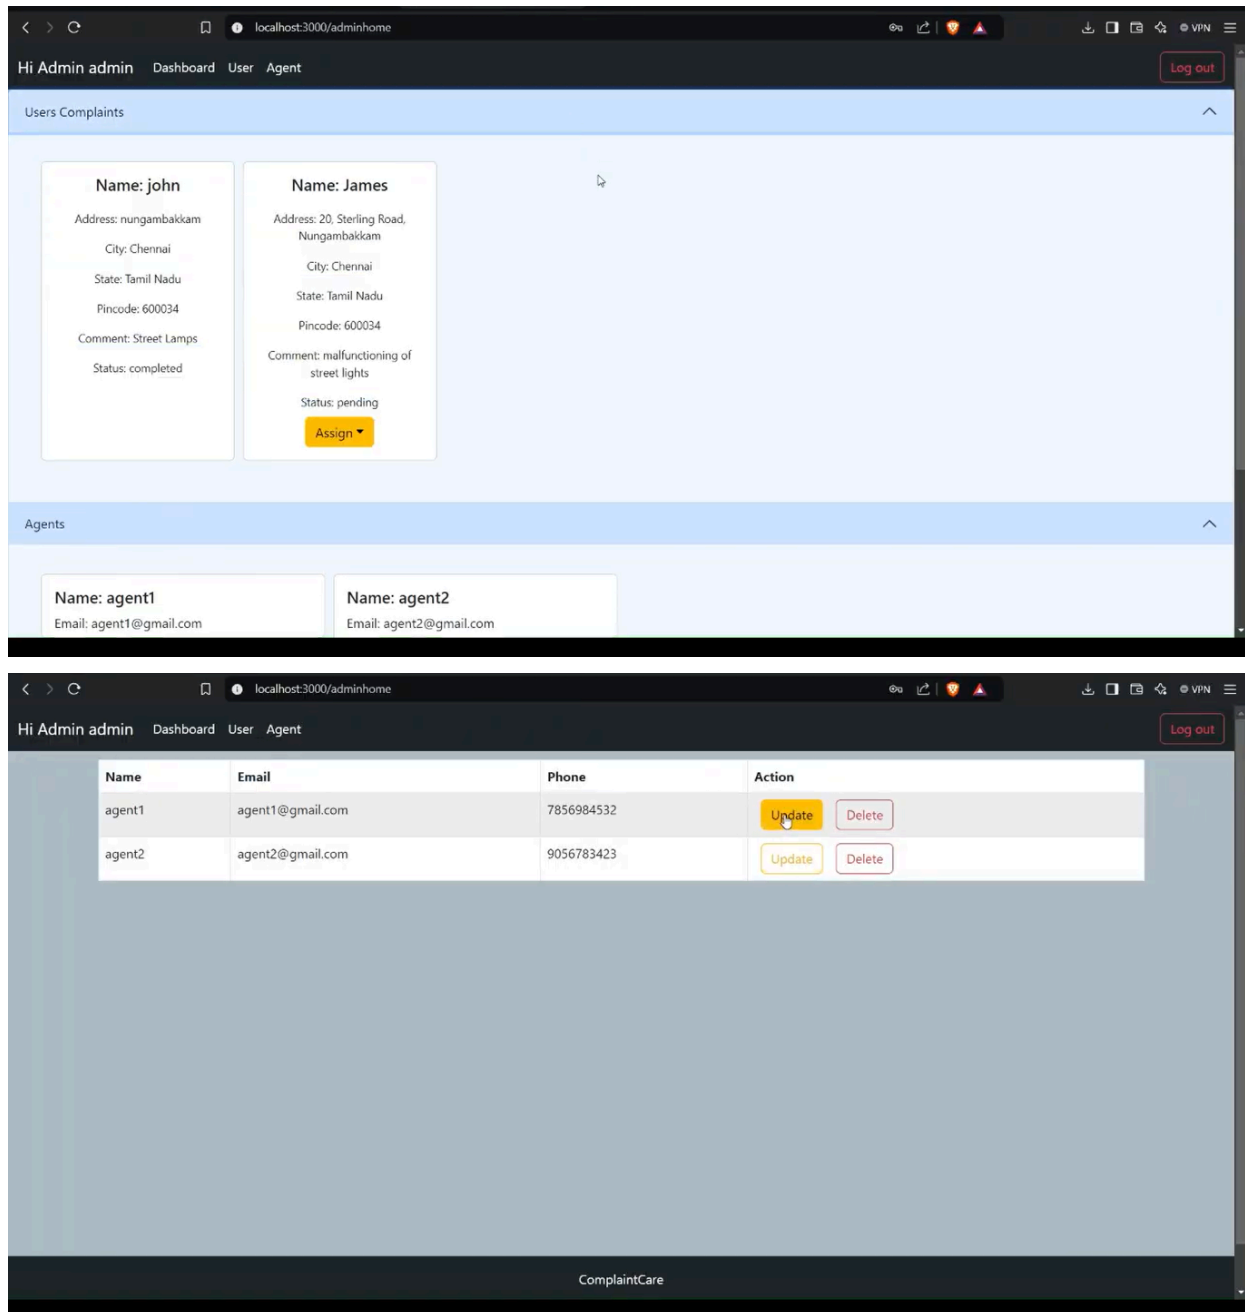 localhost:3000/adminhome
VPN
Hi Admin admin Dashboard User Agent Log out
Users Complaints
Name: john
Address: nungambakkam
City: Chennai
State: Tamil Nadu
Pincode: 600034
Comment: Street Lamps
Status: completed
Name: James
Address: 20, Sterling Road,
Nungambakkam
City: Chennai
State: Tamil Nadu
Pincode: 600034
Comment: malfunctioning of
street lights
Status: pending
Assign
Agents
Name: agent1
Email: agent1@gmail.com
Name: agent2
Email: agent2@gmail.com
localhost:3000/adminhome
VPN
Hi Admin admin Dashboard User Agent Log out
Name Email Phone Action
agent1 agent1@gmail.com 7856984532 Update Delete
agent2 agent2@gmail.com 9056783423 Update Delete
ComplaintCare